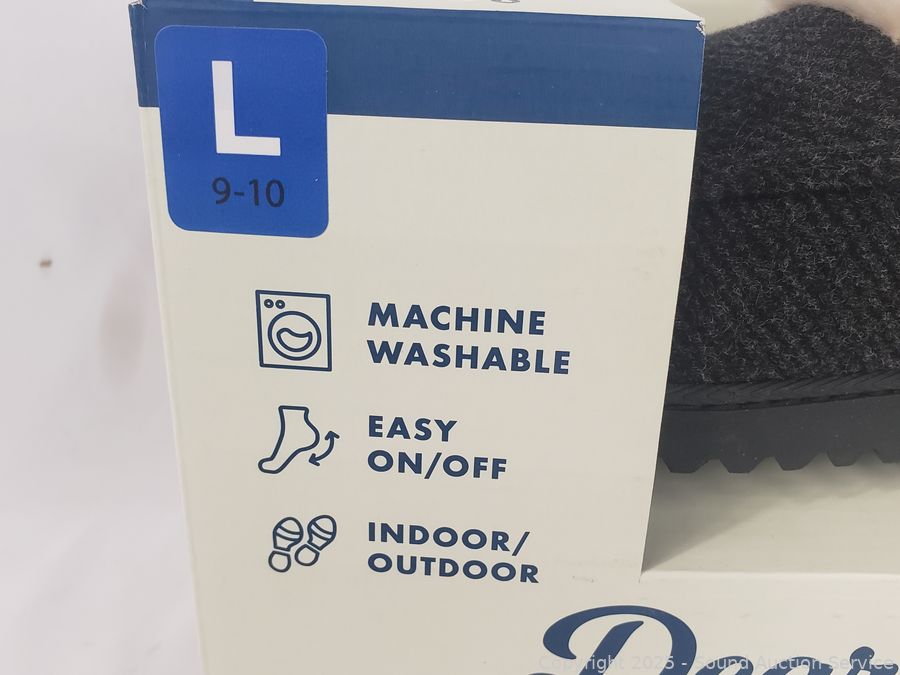 L
9-10
MACHINE
WASHABLE
EASY
ON/OFF
INDOOR/
OUTDOOR
Copyright 2025 - Sound Auction Service